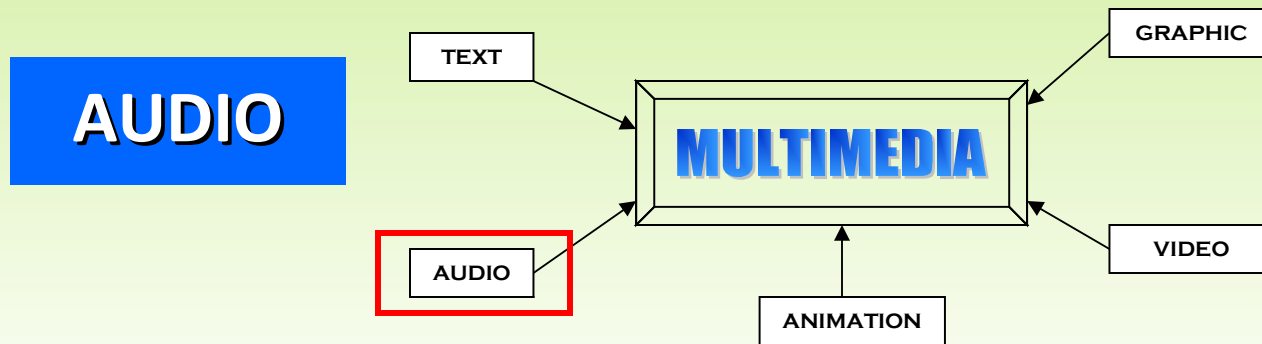 AUDIO
TEXT
GRAPHIC
MULTIMEDIA
AUDIO
VIDEO
ANIMATION